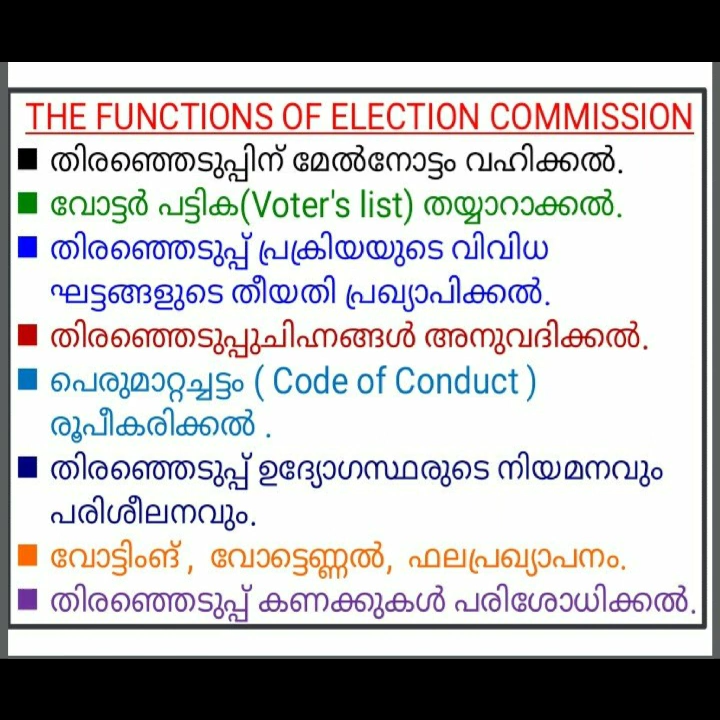 THE FUNCTIONS OF ELECTION COMMISSION
■ തിരഞ്ഞെടുപ്പിന് മേൽനോട്ടം വഹിക്കൽ.
■ വോട്ടർ പട്ടിക(Voter's list) തയ്യാറാക്കൽ.
■ തിരഞ്ഞെടുപ്പ് പ്രക്രിയയുടെ വിവിധ
ഘട്ടങ്ങളുടെ തീയതി പ്രഖ്യാപിക്കൽ.
■ തിരഞ്ഞെടുപ്പുചിഹ്നങ്ങൾ അനുവദിക്കൽ.
■ പെരുമാറ്റച്ചട്ടം ( Code of Conduct )
രൂപീകരിക്കൽ .
■ തിരഞ്ഞെടുപ്പ് ഉദ്യോഗസ്ഥരുടെ നിയമനവും
പരിശീലനവും.
■ വോട്ടിംങ് , വോട്ടെണ്ണൽ, ഫലപ്രഖ്യാപനം.
■ തിരഞ്ഞെടുപ്പ് കണക്കുകൾ പരിശോധിക്കൽ.